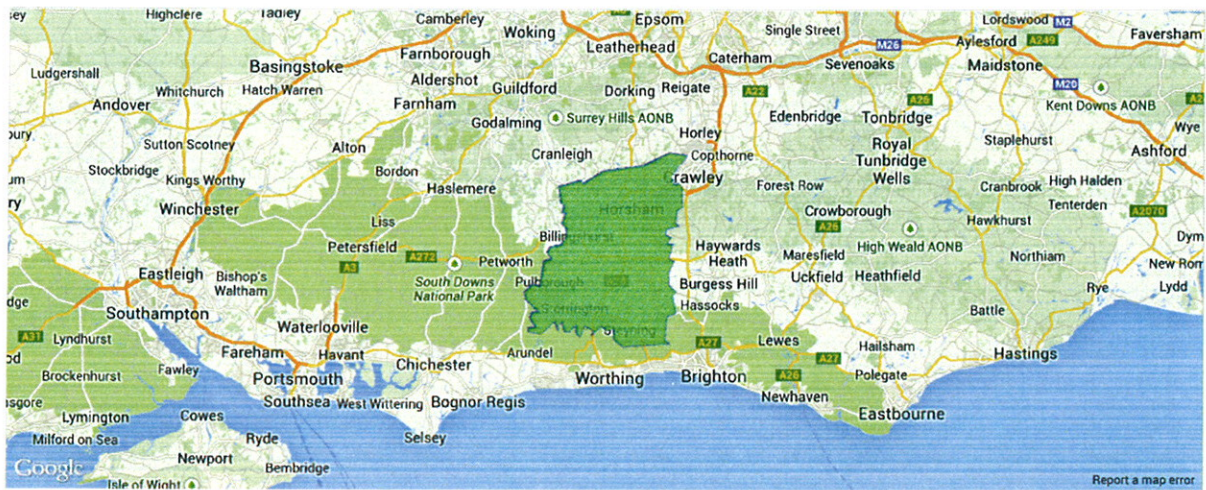 Highclere
Tadley
Camberley
Woking
Epsom
Single Street
Lordswood
M2
Faversham
Leatherhead
M26
Aylesford
A249
Ludgershall
Basingstoke
Farnborough
Caterham
Sevenoaks
Maidstone
Whitchurch
Hatch Warren
Aldershot
Guildford
Dorking
Reigate
A22
M20
Andover
Farnham
A26
Kent Downs AONB
Godalming
Surrey Hills AONB
Edenbridge
Tonbridge
Wye
Sutton Scotney
Alton
Horley
Staplehurst
Ashford
Stockbridge
Cranleigh
Copthorne
Royal
Tunbridge
Wells
Kings Worthy
Bordon
Haslemere
Crawley
Forest Row
Cranbrook
High Halden
Tenterden
Winchester
Liss
Horsham
Crowborough
Hawkhurst
A2070
Petersfield
Billingshurst
Haywards
Heath
A26
Maresfield
High Weald AONB
Northiam
A272
Petworth
Eastleigh
Bishop's
Waltham
A3
South Downs
National Park
Pulborough
Burgess Hill
Uckfield
Heathfield
New Rom
Rye
Lydd
Southampton
Storrington
Hassocks
Battle
A31
Lyndhurst
Waterlooville
Steyning
A27
Lewes
Hailsham
Hastings
Fareham
Havant
Chichester
Arundel
A27
Polegate
Brockenhurst
Fawley
Portsmouth
Worthing
Brighton
A26
Newhaven
Southsea
West Wittering
Bognor Regis
Eastbourne
Lymington
Cowes
Milford on Sea
Ryde
Selsey
Google
Newport
Bembridge
Isle of Wight
Report a map error